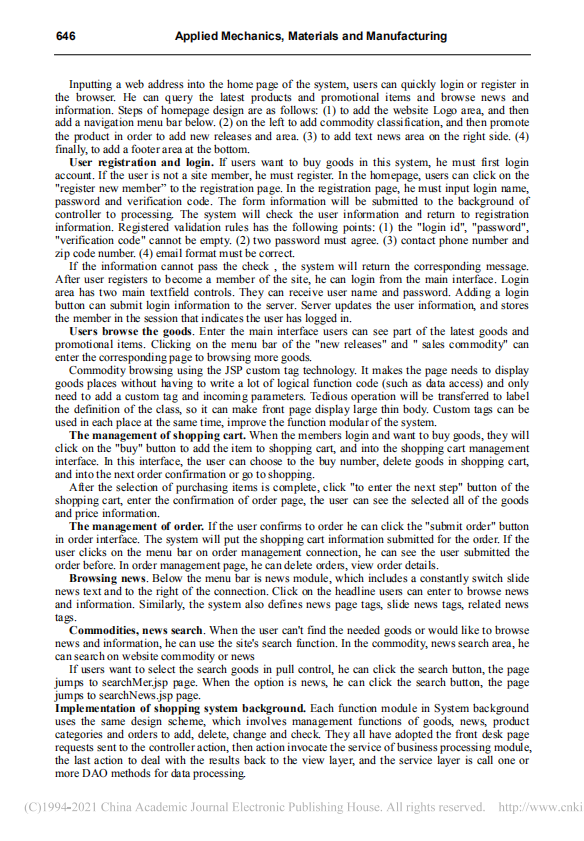 646
Applied Mechanics, Materials and Manufacturing
Inputting a web address into the home page of the system, users can quickly login or register in
the browser. He can query the latest products and promotional items and browse news and
information. Steps of homepage design are as follows: (1) to add the website Logo area, and then
add a navigation menu bar below. (2) on the left to add commodity classification, and then promote
the product in order to add new releases and area. (3) to add text news area on the right side. (4)
finally, to add a footer area at the bottom.
User registration and login. If users want to buy goods in this system, he must first login
account. If the user is not a site member, he must register. In the homepage, users can click on the
"register new member” to the registration page. In the registration page, he must input login name,
password and verification code. The form information will be submitted to the background of
controller to processing. The system will check the user information and return to registration
information. Registered validation rules has the following points: (1) the "login id", "password",
"verification code" cannot be empty. (2) two password must agree. (3) contact phone number and
zip code number. (4) email format must be correct.
If the information cannot pass the check , the system will return the corresponding message.
After user registers to become a member of the site, he can login from the main interface. Login
area has two main textfield controls. They can receive user name and password. Adding a login
button can submit login information to the server. Server updates the user information, and stores
the member in the session that indicates the user has logged in.
Users browse the goods. Enter the main interface users can see part of the latest goods and
promotional items. Clicking on the menu bar of the "new releases" and " sales commodity" can
enter the corresponding page to browsing more goods.
Commodity browsing using the JSP custom tag technology. It makes the page needs to display
goods places without having to write a lot of logical function code (such as data access) and only
need to add a custom tag and incoming parameters. Tedious operation will be transferred to label
the definition of the class, so it can make front page display large thin body. Custom tags can be
used in each place at the same time, improve the function modular of the system.
The management of shopping cart. When the members login and want to buy goods, they will
click on the "buy" button to add the item to shopping cart, and into the shopping cart management
interface. In this interface, the user can choose to the buy number, delete goods in shopping cart,
and into the next order confirmation or go to shopping.
After the selection of purchasing items is complete, click "to enter the next step" button of the
shopping cart, enter the confirmation of order page, the user can see the selected all of the goods
and price information.
The management of order. If the user confirms to order he can click the "submit order" button
in order interface. The system will put the shopping cart information submitted for the order. If the
user clicks on the menu bar on order management connection, he can see the user submitted the
order before. In order management page, he can delete orders, view order details.
Browsing news. Below the menu bar is news module, which includes a constantly switch slide
news text and to the right of the connection. Click on the headline users can enter to browse news
and information. Similarly, the system also defines news page tags, slide news tags, related news
tags.
Commodities, news search. When the user can't find the needed goods or would like to browse
news and information, he can use the site's search function. In the commodity, news search area, he
can search on website commodity or news
If users want to select the search goods in pull control, he can click the search button, the page
jumps to searchMer.jsp page. When the option is news, he can click the search button, the page
jumps to searchNews.jsp page.
Implementation of shopping system background. Each function module in System background
uses the same design scheme, which involves management functions of goods, news, product
categories and orders to add, delete, change and check. They all have adopted the front desk page
requests sent to the controller action, then action invocate the service of business processing module,
the last action to deal with the results back to the view layer, and the service layer is call one or
more DAO methods for data processing.
(C)1994-2021 China Academic Journal Electronic Publishing House. All rights reserved. http://www.cnki